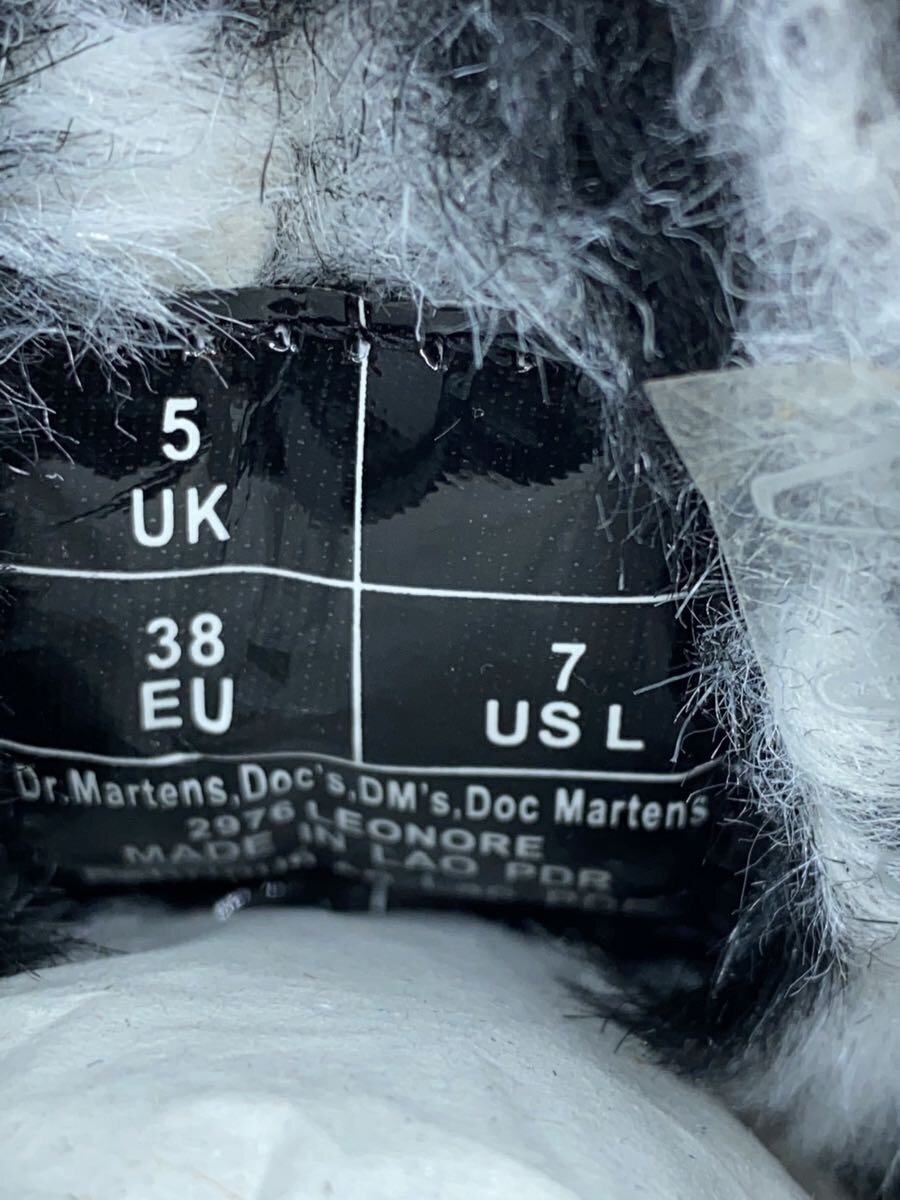 5
UK
38
EU
7
US L
Dr.Martens,Doc's,DM's,Doc Martens
2976 LEONORE
MADE IN LAO PDR